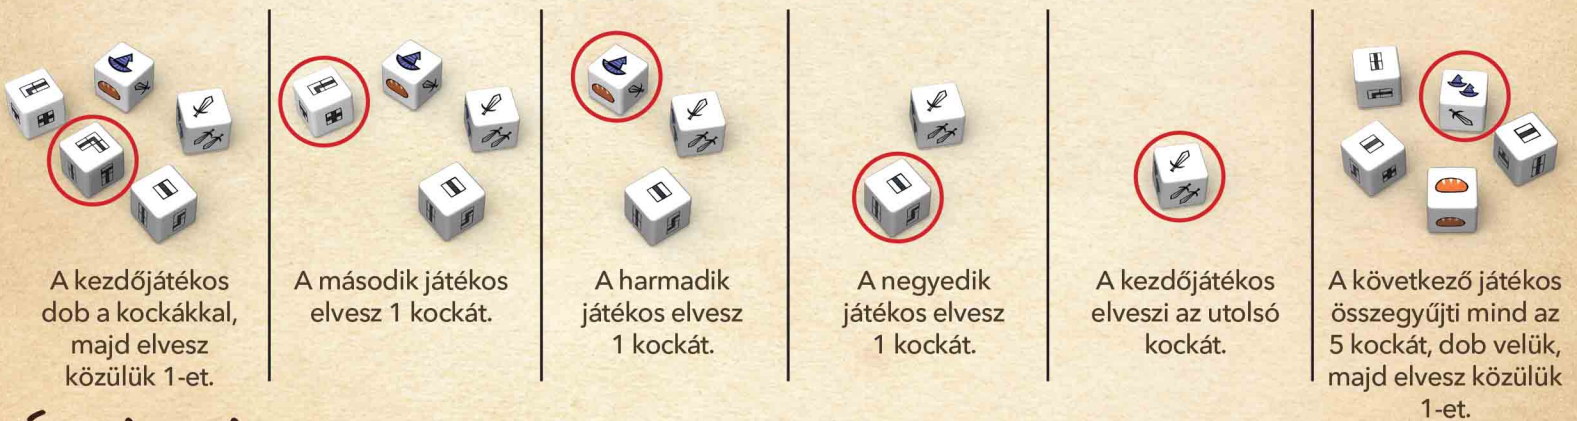 A kezdőjátékos
dob a kockákkal,
majd elvesz
közülük 1-et.
A második játékos
elvesz 1 kockát.
A harmadik
játékos elvesz
1 kockát.
A negyedik
játékos elvesz
1 kockát.
A kezdőjátékos
elveszi az utolsó
kockát.
A következő játékos
összegyűjti mind az
5 kockát, dob velük,
majd elvesz közülük
1-et.